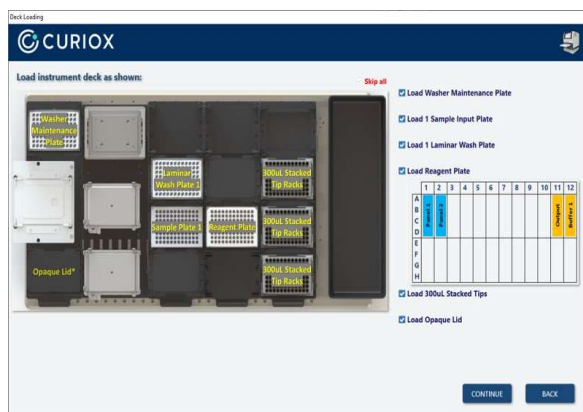 Deck Loading
CURIOX
Load instrument deck as shown:
Skip all
Washer
Maintenance
Plate
Laminar
Wash Plate 1
300uL Stacked
Tip Racks
Sample Plate 1
Reagent Plate
300uL Stacked
Tip Racks
Opaque Lid*
300uL Stacked
Tip Racks
Load Washer Maintenance Plate
Load 1 Sample Input Plate
Load 1 Laminar Wash Plate
Load Reagent Plate
1 2 3 4 5 6 7 8 9 10 11 12
A
B
C
D
E
F
G
H
Panel 1
Panel 2
Output
Buffer 1
Load 300uL Stacked Tips
Load Opaque Lid
CONTINUE
BACK